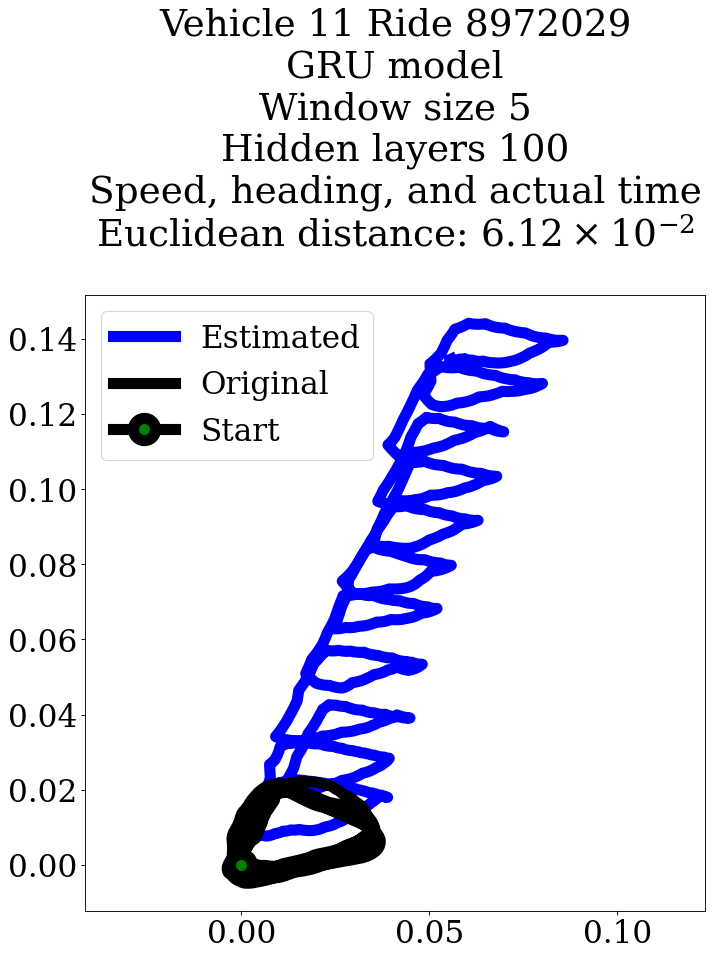 Vehicle 11 Ride 8972029
GRU model
Window size 5
Hidden layers 100
Speed, heading, and actual time
Euclidean distance: 6.12 × 10⁻²
Estimated
Original
Start
0.14
0.12
0.10
0.08
0.06
0.04
0.02
0.00
0.00 0.05 0.10